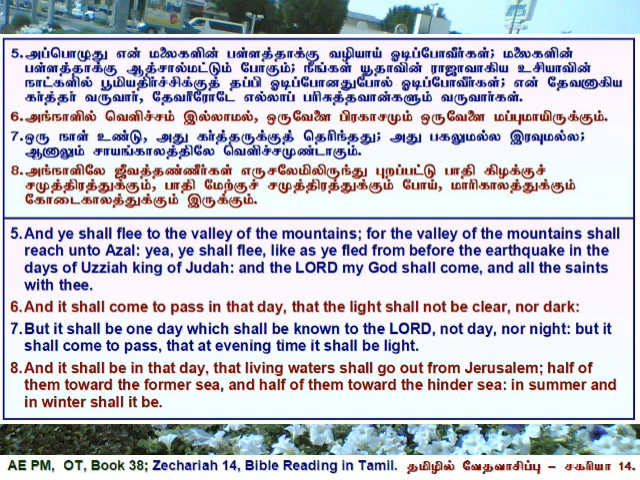 5. அப்பொழுது என் மலைகளின் பள்ளத்தாக்கு வழியாய் ஓடிப்போவீர்கள்; மலைகளின்
பள்ளத்தாக்கு ஆத்சால்மட்டும் போகும்; நீங்கள் யூதாவின் ராஜாவாகிய உசியாவின்
நாட்களில் பூமியதிர்ச்சிக்குத் தப்பி ஓடிப்போனதுபோல் ஓடிப்போவீர்கள்; என் தேவனாகிய
கர்த்தர் வருவார், தேவரீரோடே எல்லாப் பரிசுத்தவான்களும் வருவார்கள்.
6. அந்நாளில் வெளிச்சம் இல்லாமல், ஒருவேளை பிரகாசமும் ஒருவேளை மப்புமாயிருக்கும்.
7. ஒரு நாள் உண்டு, அது கர்த்தருக்குத் தெரிந்தது; அது பகலுமல்ல இரவுமல்ல;
ஆனாலும் சாயங்காலத்திலே வெளிச்சமுண்டாகும்.
8. அந்நாளிலே ஜீவத்தண்ணீர்கள் எருசலேமிலிருந்து புறப்பட்டு பாதி கிழக்குச்
சமுத்திரத்துக்கும், பாதி மேற்குச் சமுத்திரத்துக்கும் போய், மாரிகாலத்துக்கும்
கோடைகாலத்துக்கும் இருக்கும்.
5. And ye shall flee to the valley of the mountains; for the valley of the mountains shall
reach unto Azal: yea, ye shall flee, like as ye fled from before the earthquake in the
days of Uzziah king of Judah: and the LORD my God shall come, and all the saints
with thee.
6. And it shall come to pass in that day, that the light shall not be clear, nor dark:
7. But it shall be one day which shall be known to the LORD, not day, nor night: but it
shall come to pass, that at evening time it shall be light.
8. And it shall be in that day, that living waters shall go out from Jerusalem; half of
them toward the former sea, and half of them toward the hinder sea: in summer and
in winter shall it be.
AE PM, OT, Book 38; Zechariah 14, Bible Reading in Tamil. தமிழில் வேதவாசிப்பு – சகரியா 14.